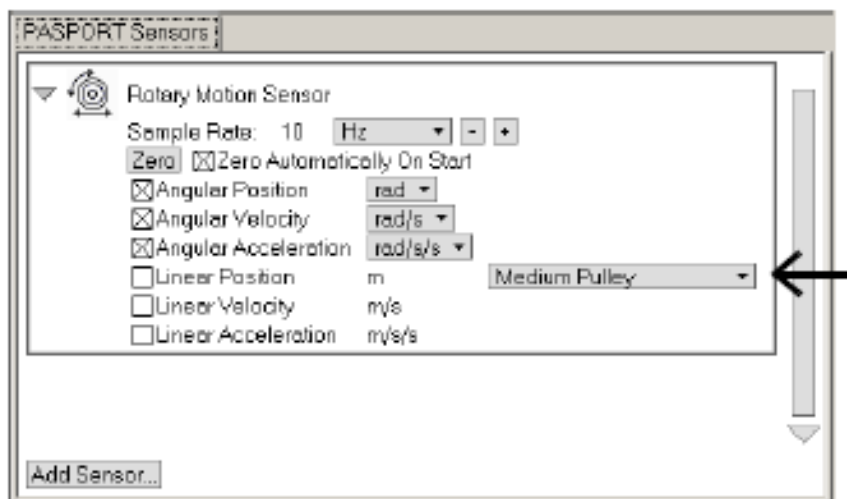 PASPORT Sensors
Rotary Motion Sensor
Sample Rate: 10 Hz - +
Zero Zero Automatically On Start
Angular Position rad
Angular Velocity rad/s
Angular Acceleration rad/s/s
Linear Position m Medium Pulley
Linear Velocity m/s
Linear Acceleration m/s/s
Add Sensor...